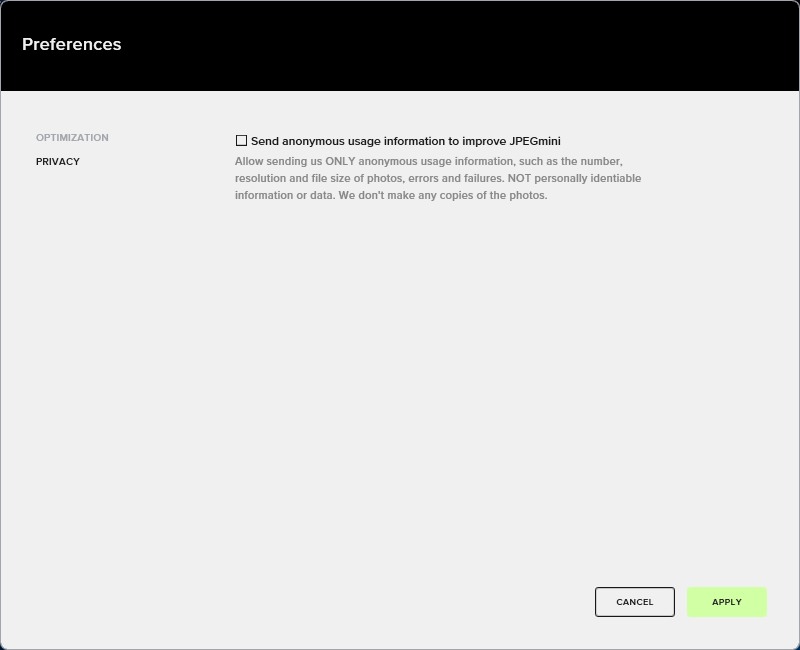 Preferences
OPTIMIZATION
PRIVACY
Send anonymous usage information to improve JPEGmini
Allow sending us ONLY anonymous usage information, such as the number,
resolution and file size of photos, errors and failures. NOT personally identiable
information or data. We don't make any copies of the photos.
CANCEL
APPLY